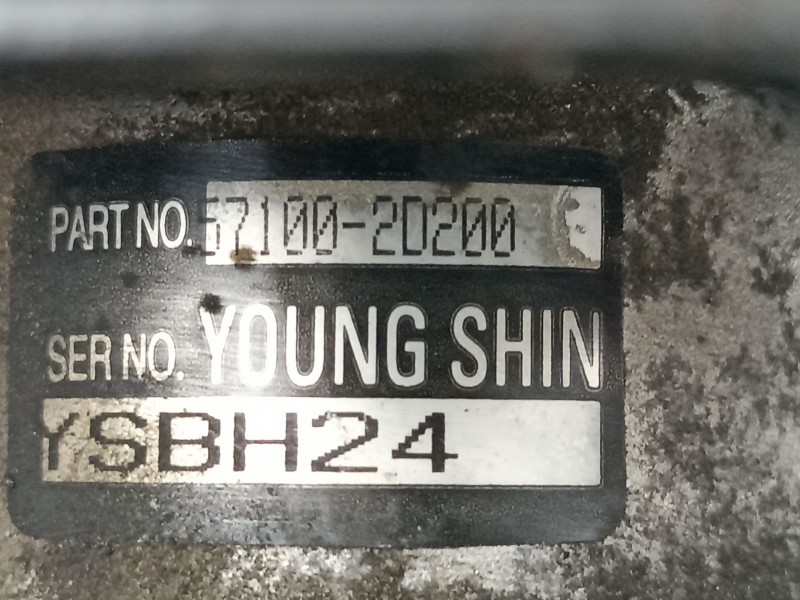 PART NO. 57100-2D200
SER NO. YOUNG SHIN
YSBH24